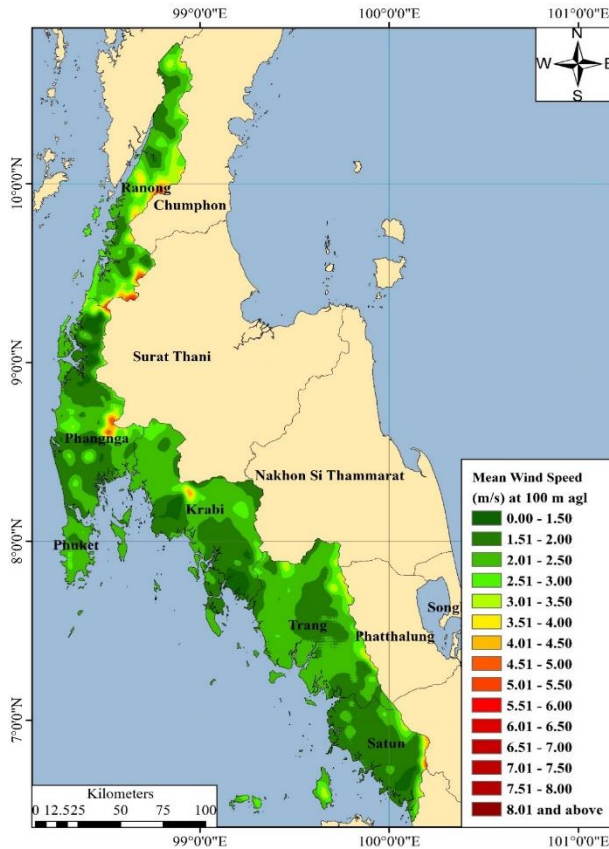 99°0'0"E
100°0'0"E
101°0'0"E
N
W
E
S
10°0'0"N
Ranong
Chumphon
9°0'0"N
Surat Thani
Phangnga
Nakhon Si Thammarat
Krabi
8°0'0"N
Phuket
Song
Trang
Phatthalung
7°0'0"N
Satun
Mean Wind Speed
(m/s) at 100 m agl
0.00 - 1.50
1.51 - 2.00
2.01 - 2.50
2.51 - 3.00
3.01 - 3.50
3.51 - 4.00
4.01 - 4.50
4.51 - 5.00
5.01 - 5.50
5.51 - 6.00
6.01 - 6.50
6.51 - 7.00
7.01 - 7.50
7.51 - 8.00
8.01 and above
Kilometers
0 12.525 50 75 100
99°0'0"E
100°0'0"E
101°0'0"E